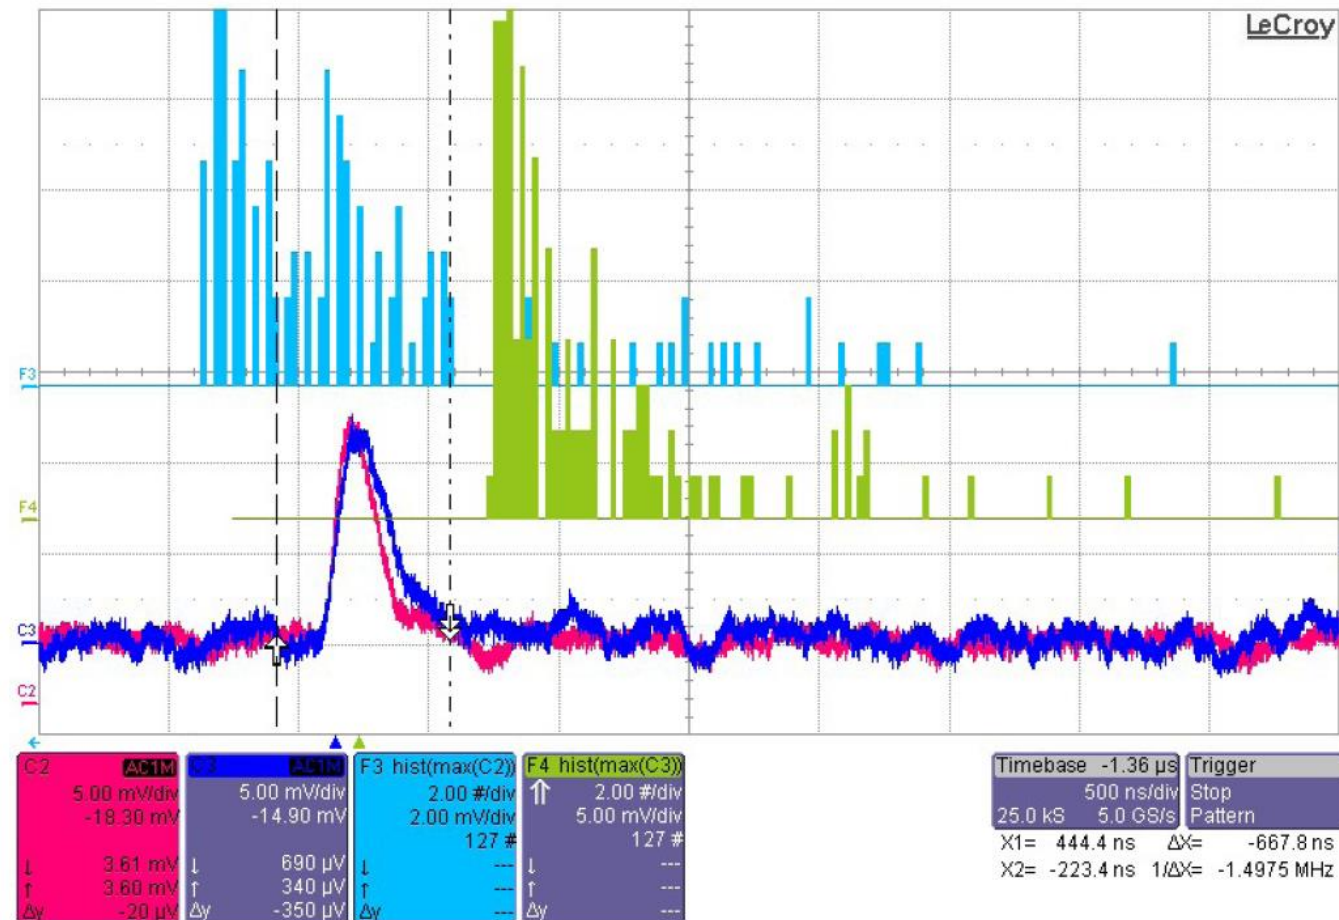 LeCroy
F3
F4
C3
C2
C2 AC1M
5.00 mV/div
-18.30 mV
↓ 3.61 mV
↑ 3.60 mV
Δy -20 µV
C3 AC1M
5.00 mV/div
-14.90 mV
↓ 690 µV
↑ 340 µV
Δy -350 µV
F3 hist(max(C2))
2.00 #/div
2.00 mV/div
127 #
↓ ---
↑ ---
Δy ---
F4 hist(max(C3))
2.00 #/div
5.00 mV/div
127 #
↓ ---
↑ ---
Δy ---
Timebase -1.36 µs
500 ns/div
25.0 kS 5.0 GS/s
Trigger
Stop
Pattern
X1= 444.4 ns ΔX= -667.8 ns
X2= -223.4 ns 1/ΔX= -1.4975 MHz